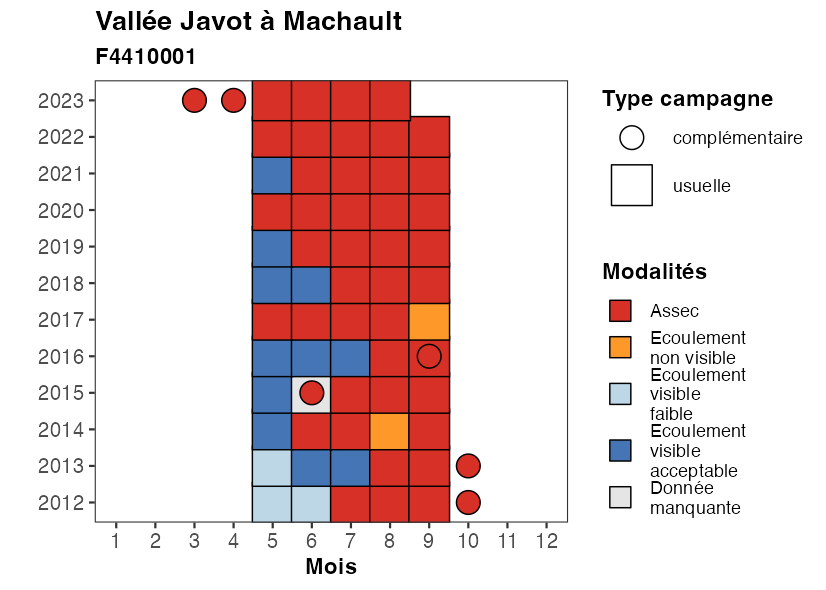 Vallée Javot à Machault
F4410001
2023
2022
2021
2020
2019
2018
2017
2016
2015
2014
2013
2012
1 2 3 4 5 6 7 8 9 10 11 12
Mois
Type campagne
complémentaire
usuelle
Modalités
Assec
Ecoulement
non visible
Ecoulement
visible
faible
Ecoulement
visible
acceptable
Donnée
manquante